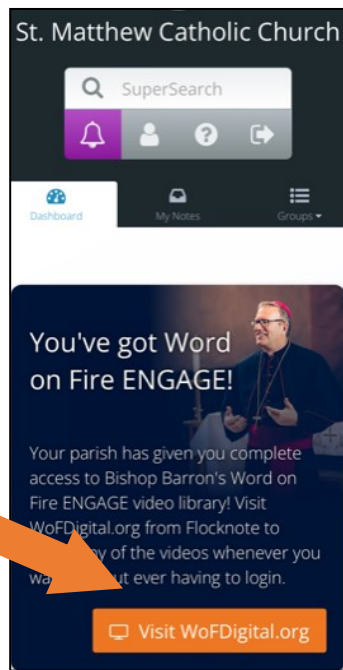 St. Matthew Catholic Church
SuperSearch
Dashboard
My Notes
Groups
You've got Word
on Fire ENGAGE!
Your parish has given you complete
access to Bishop Barron's Word on
Fire ENGAGE video library! Visit
WoFDigital.org from Flocknote to
of the videos whenever you
ever having to login.
Visit WoFDigital.org